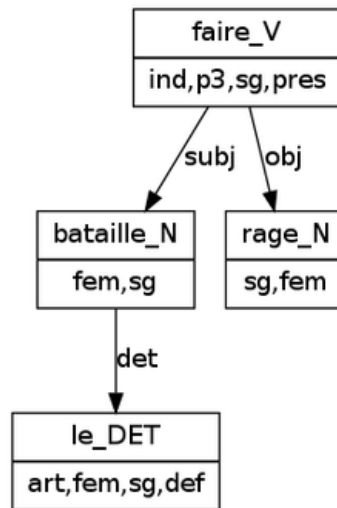 faire_V
ind,p3,sg,pres
subj
obj
bataille_N
fem,sg
rage_N
sg,fem
det
le_DET
art,fem,sg,def